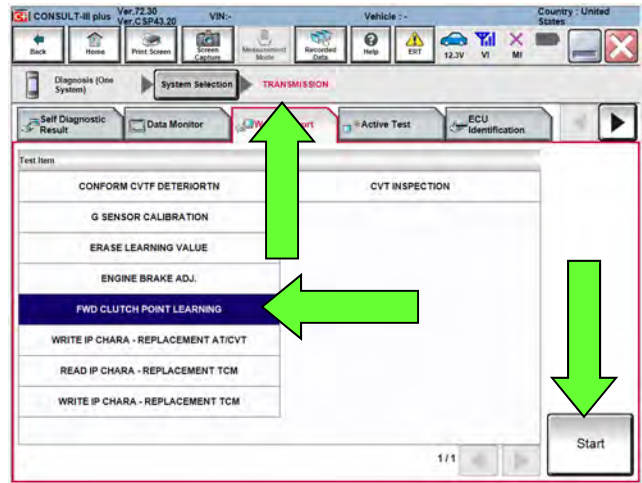 CONSULT-III plus Ver.72.30
Ver.CSP43.20
VIN:-
Vehicle : -
Country : United
States
Back
Home
Print Screen
Screen
Capture
Measurement
Mode
Recorded
Data
Help
ERT
12.3V
VI
MI
Diagnosis (One
System)
System Selection
TRANSMISSION
Self Diagnostic
Result
Data Monitor
W
ort
Active Test
ECU
Identification
Test Item
CONFORM CVTF DETERIORTN
CVT INSPECTION
G SENSOR CALIBRATION
ERASE LEARNING VALUE
ENGINE BRAKE ADJ.
FWD CLUTCH POINT LEARNING
WRITE IP CHARA - REPLACEMENT AT/CVT
READ IP CHARA - REPLACEMENT TCM
WRITE IP CHARA - REPLACEMENT TCM
1/1
Start